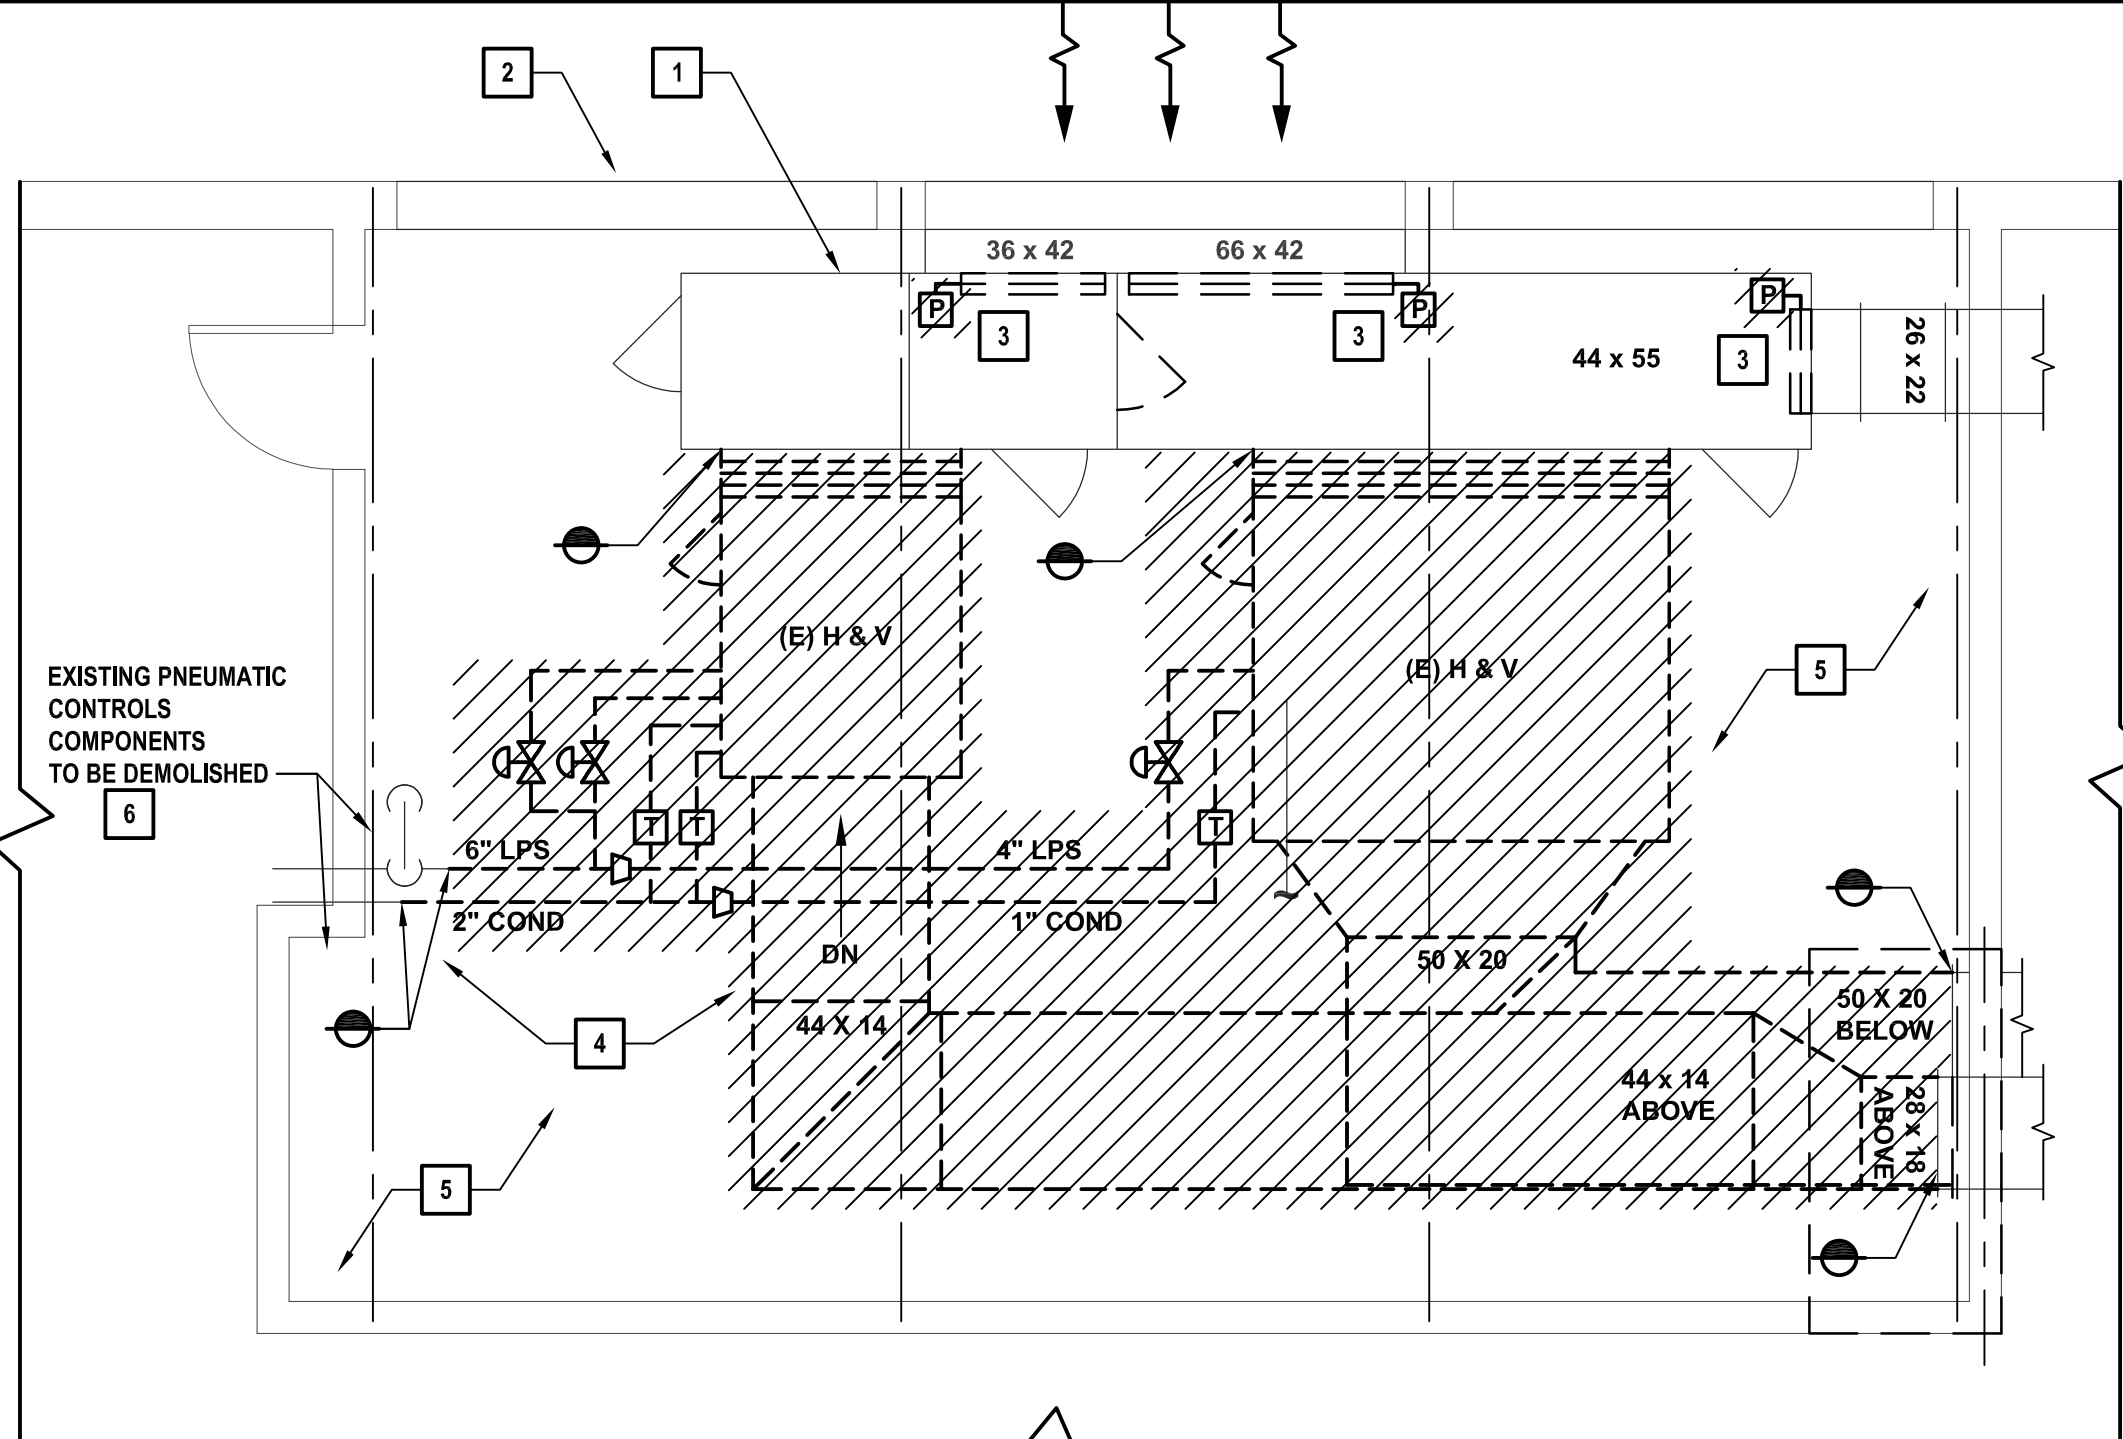 2
1
36 x 42
66 x 42
P
P
P
3
3
3
44 x 55
26 x 22
(E) H & V
(E) H & V
5
EXISTING PNEUMATIC
CONTROLS
COMPONENTS
TO BE DEMOLISHED
6
T
T
T
6" LPS
4" LPS
2" COND
1" COND
DN
50 X 20
44 X 14
4
50 X 20
BELOW
44 x 14
ABOVE
28 x 18
ABOVE
5